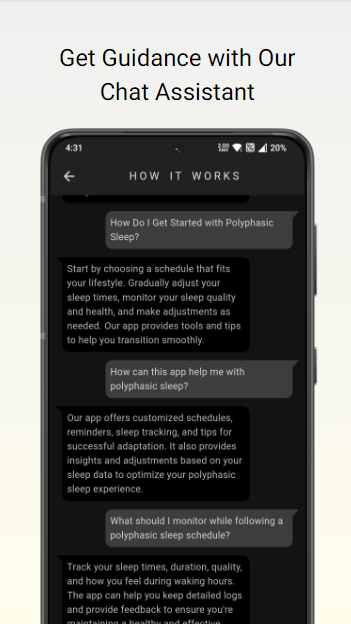 Get Guidance with Our
Chat Assistant
4:31
20%
HOW IT WORKS
How Do I Get Started with Polyphasic
Sleep?
Start by choosing a schedule that fits
your lifestyle. Gradually adjust your
sleep times, monitor your sleep quality
and health, and make adjustments as
needed. Our app provides tools and tips
to help you transition smoothly.
How can this app help me with
polyphasic sleep?
Our app offers customized schedules,
reminders, sleep tracking, and tips for
successful adaptation. It also provides
insights and adjustments based on your
sleep data to optimize your polyphasic
sleep experience.
What should I monitor while following a
polyphasic sleep schedule?
Track your sleep times, duration, quality,
and how you feel during waking hours.
The app can help you keep detailed logs
and provide feedback to ensure you're
maintaining a healthy and effective